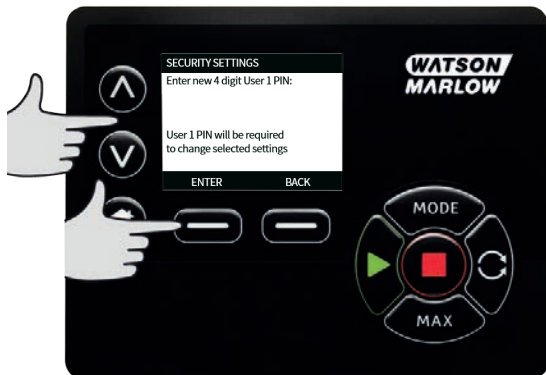 SECURITY SETTINGS
Enter new 4 digit User 1 PIN:
User 1 PIN will be required
to change selected settings
ENTER BACK
WATSON
MARLOW
MODE
MAX